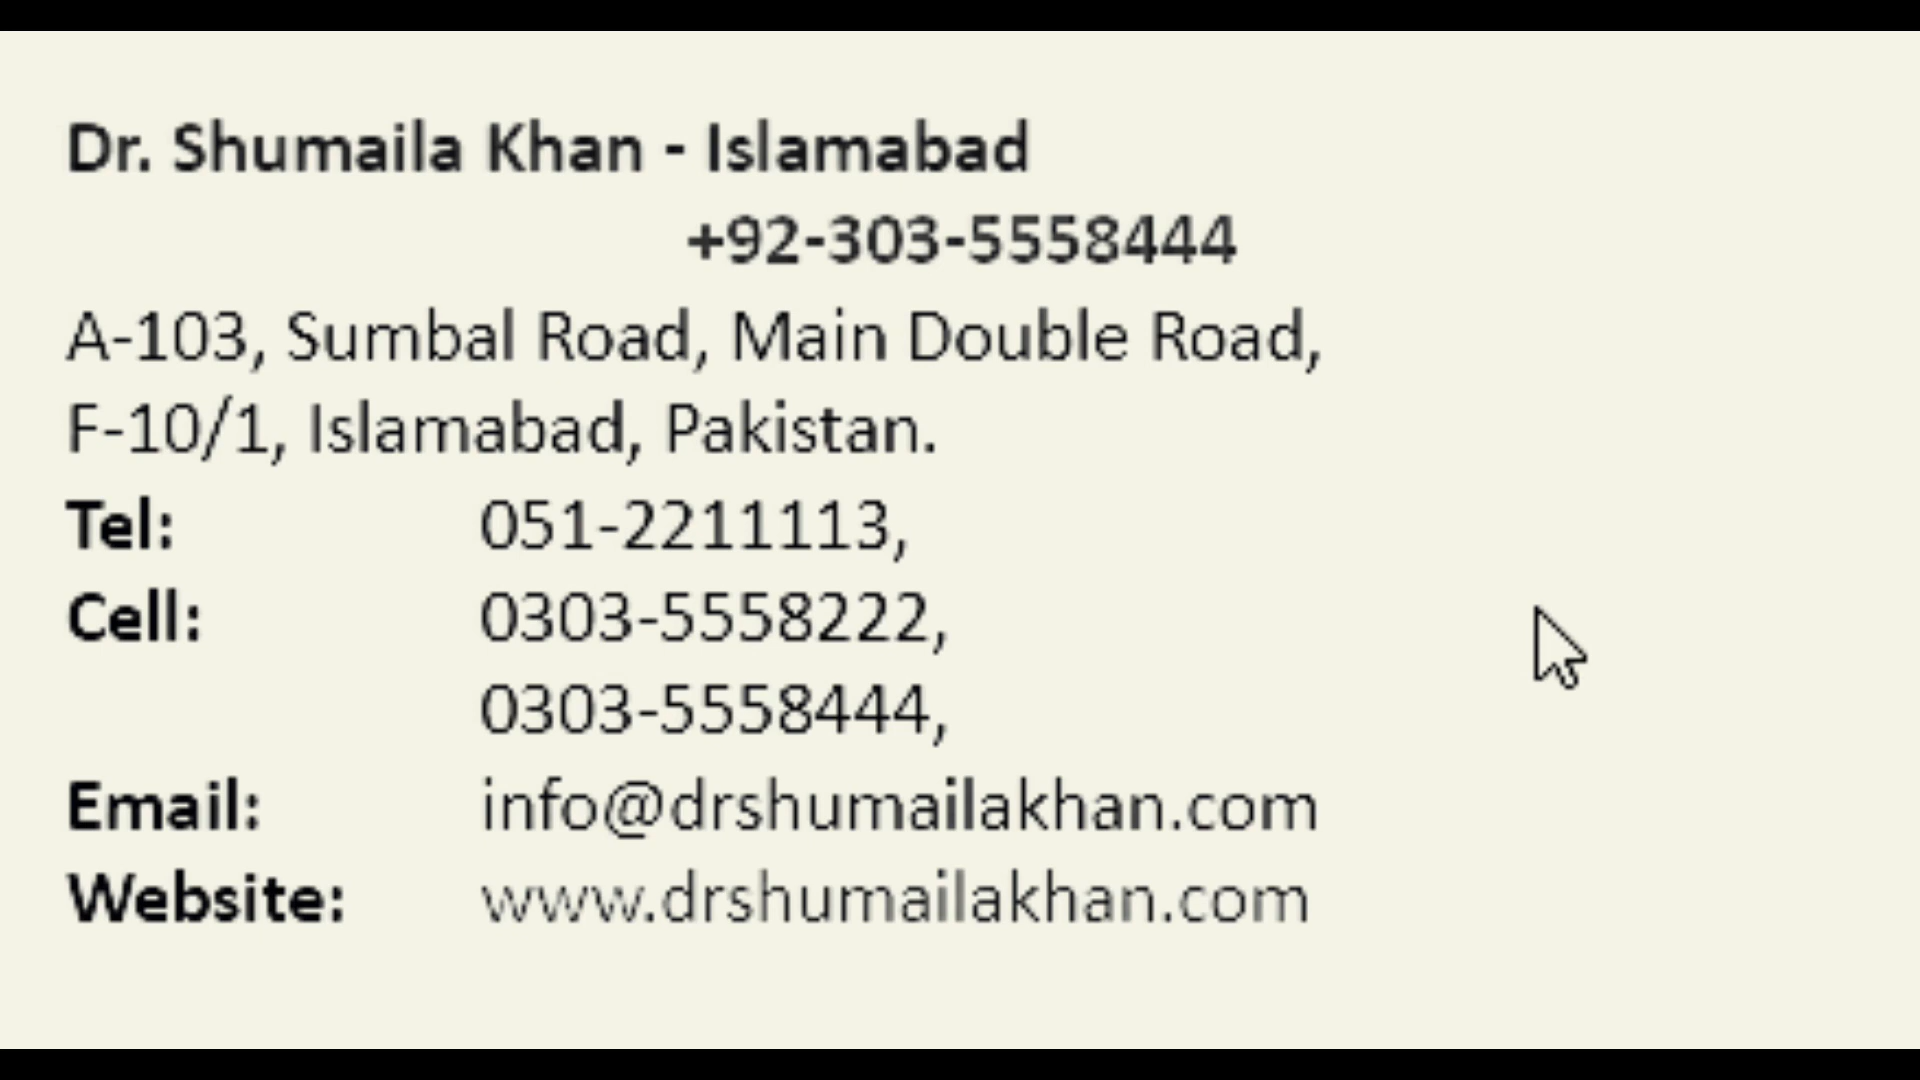 Dr. Shumaila Khan - Islamabad
+92-303-5558444
A-103, Sumbal Road, Main Double Road,
F-10/1, Islamabad, Pakistan.
Tel: 051-2211113,
Cell: 0303-5558222,
0303-5558444,
Email: info@drshumailakhan.com
Website: www.drshumailakhan.com